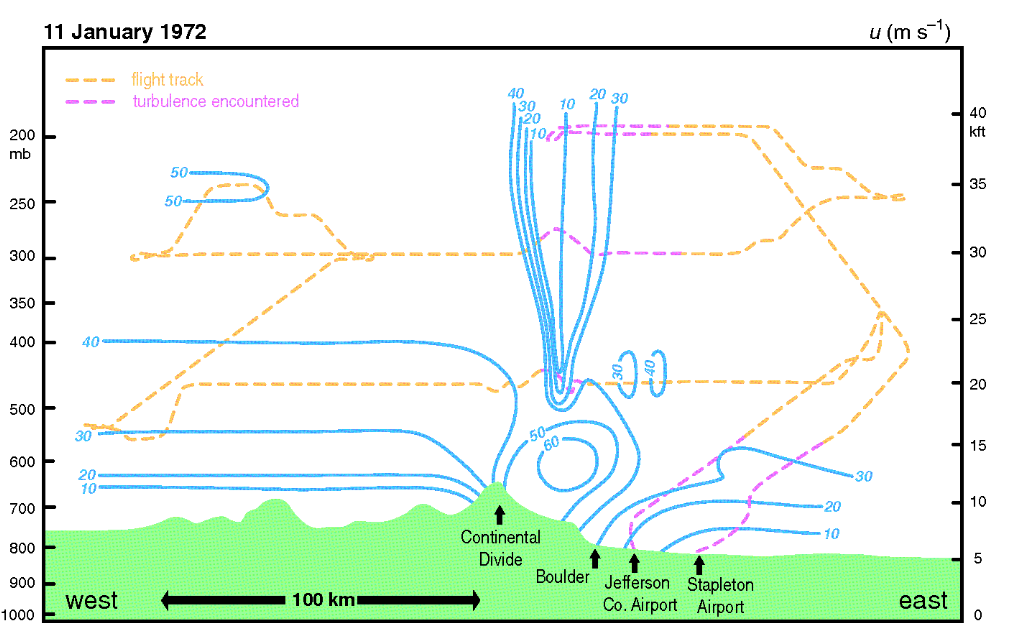 11 January 1972
u (m s⁻¹)
flight track
turbulence encountered
200
mb
250
300
350
400
500
600
700
800
900
1000
40
kft
35
30
25
20
15
10
5
0
40
30
20
10
10
20
30
50
50
40
30
20
10
30
40
50
60
30
20
10
Continental
Divide
Boulder
Jefferson
Co. Airport
Stapleton
Airport
west
100 km
east